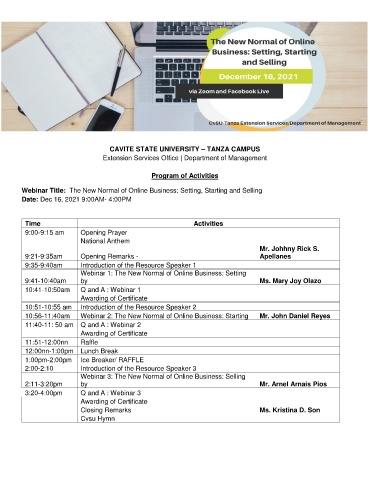 The New Normal of Online
Business: Setting, Starting
and Selling
December 16, 2021
via Zoom and Facebook Live
CvSU-Tanza Extension Services|Department of Management
CAVITE STATE UNIVERSITY – TANZA CAMPUS
Extension Services Office | Department of Management
Program of Activities
Webinar Title: The New Normal of Online Business: Setting, Starting and Selling
Date: Dec 16, 2021 9:00AM- 4:00PM
Time Activities
9:00-9:15 am Opening Prayer
National Anthem
Mr. Johhny Rick S.
9:21-9:35am Opening Remarks - Apellanes
9:35-9:40am Introduction of the Resource Speaker 1
Webinar 1: The New Normal of Online Business: Setting
9:41-10:40am by Ms. Mary Joy Olazo
10:41-10:50am Q and A : Webinar 1
Awarding of Certificate
10:51-10:55 am Introduction of the Resource Speaker 2
10:56-11:40am Webinar 2: The New Normal of Online Business: Starting Mr. John Daniel Reyes
11:40-11: 50 am Q and A : Webinar 2
Awarding of Certificate
11:51-12:00nn Raffle
12:00nn-1:00pm Lunch Break
1:00pm-2:00pm Ice Breaker/ RAFFLE
2:00-2:10 Introduction of the Resource Speaker 3
Webinar 3: The New Normal of Online Business: Selling
2:11-3:20pm by Mr. Arnel Arnais Pios
3:20-4:00pm Q and A : Webinar 3
Awarding of Certificate
Closing Remarks Ms. Kristina D. Son
Cvsu Hymn